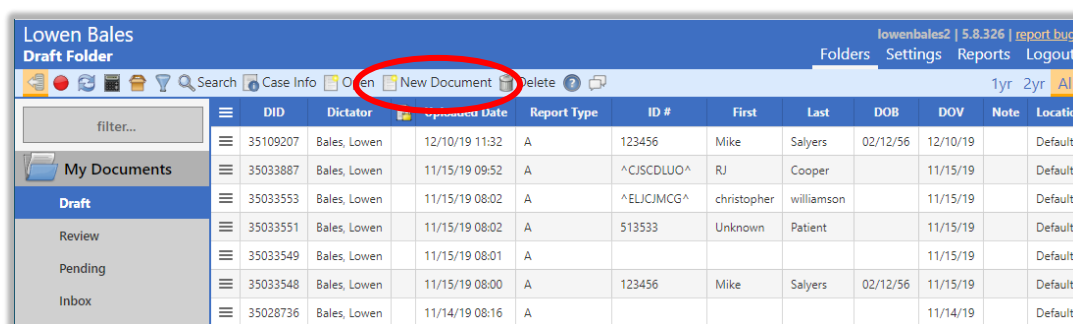 Lowen Bales
lowenbales2 | 5.8.326 | report bug
Draft Folder
Folders Settings Reports Logout
Search Case Info Open New Document Delete ?
1yr 2yr Al
filter...
DID Dictator Uploaded Date Report Type ID # First Last DOB DOV Note Locatio
35109207 Bales, Lowen 12/10/19 11:32 A 123456 Mike Salyers 02/12/56 12/10/19 Default
My Documents
35033887 Bales, Lowen 11/15/19 09:52 A ^CJSCDLUO^ RJ Cooper 11/15/19 Default
Draft
35033553 Bales, Lowen 11/15/19 08:02 A ^ELJCJMCG^ christopher williamson 11/15/19 Default
Review
35033551 Bales, Lowen 11/15/19 08:02 A 513533 Unknown Patient 11/15/19 Default
Pending
35033549 Bales, Lowen 11/15/19 08:01 A 11/15/19 Default
35033548 Bales, Lowen 11/15/19 08:00 A 123456 Mike Salyers 02/12/56 11/15/19 Default
Inbox
35028736 Bales, Lowen 11/14/19 08:16 A 11/14/19 Default